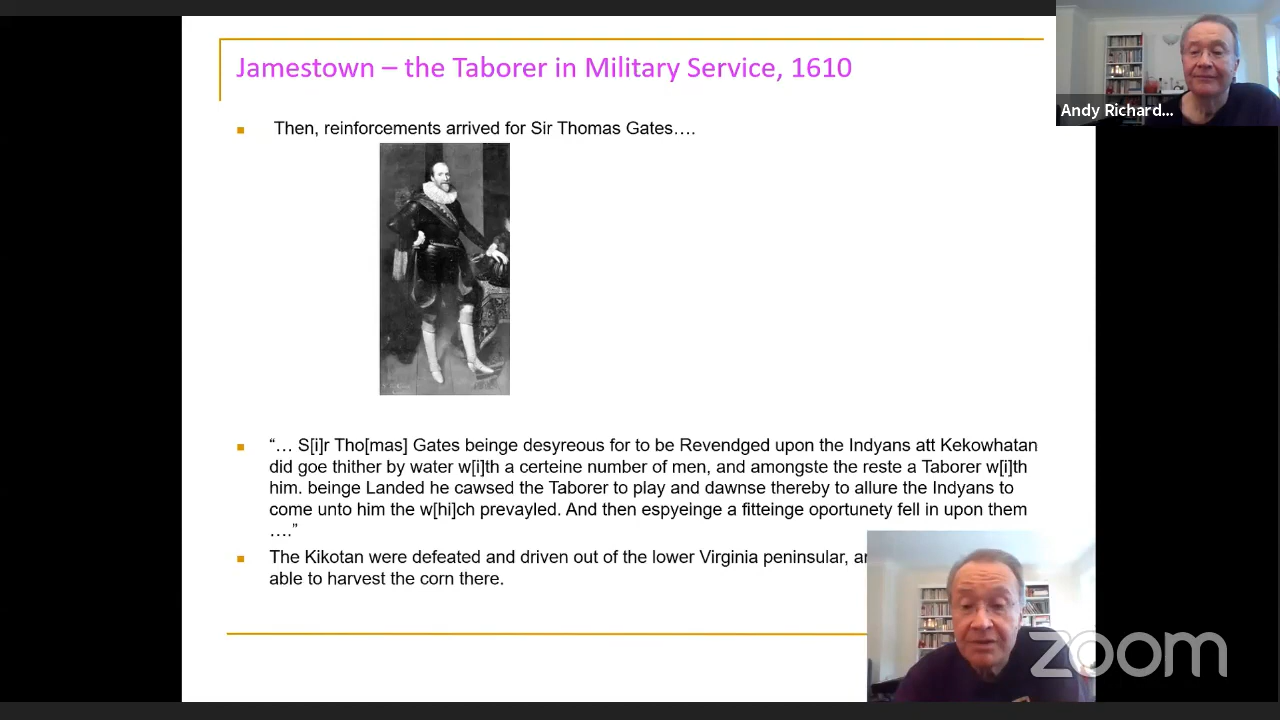 Jamestown – the Taborer in Military Service, 1610
Andy Richard...
Then, reinforcements arrived for Sir Thomas Gates….
“… S[i]r Tho[mas] Gates beinge desyreous for to be Revendged upon the Indyans att Kekowhatan
did goe thither by water w[i]th a certeine number of men, and amongste the reste a Taborer w[i]th
him. beinge Landed he cawsed the Taborer to play and dawnse thereby to allure the Indyans to
come unto him the w[hi]ch prevayled. And then espyeinge a fitteinge oportunety fell in upon them
….”
The Kikotan were defeated and driven out of the lower Virginia peninsular,
able to harvest the corn there.
zoom